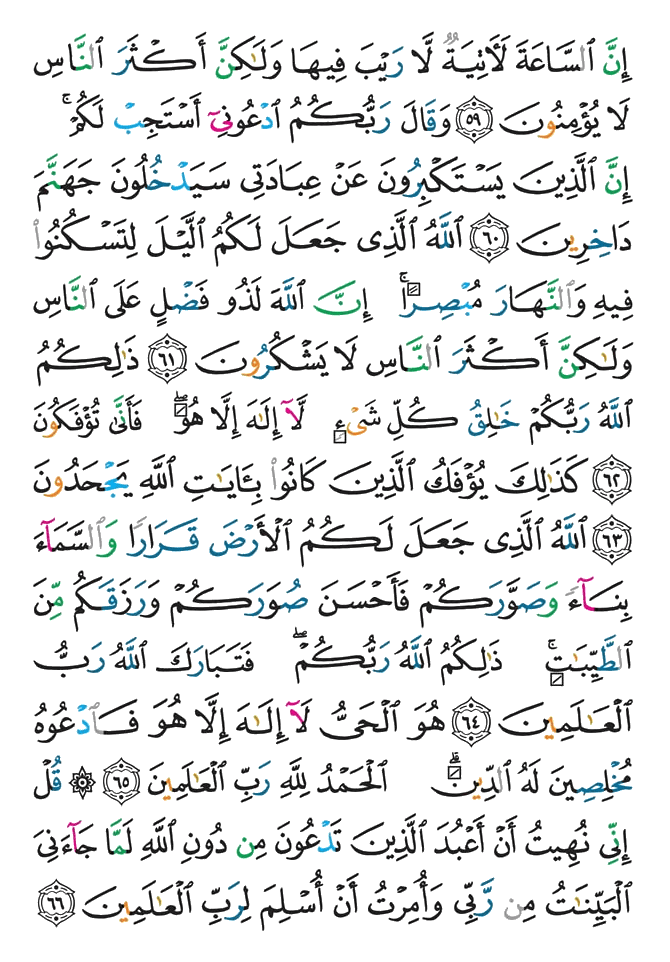 إِنَّ ٱلسَّاعَةَ لَـَٔاتِيَةٌ لَّا رَيْبَ فِيهَا وَلَـٰكِنَّ أَكْثَرَ ٱلنَّاسِ
لَا يُؤْمِنُونَ ٥٩ وَقَالَ رَبُّكُمُ ٱدْعُونِىٓ أَسْتَجِبْ لَكُمْ ۚ
إِنَّ ٱلَّذِينَ يَسْتَكْبِرُونَ عَنْ عِبَادَتِى سَيَدْخُلُونَ جَهَنَّمَ
دَاخِرِينَ ٦٠ ٱللَّهُ ٱلَّذِى جَعَلَ لَكُمُ ٱلَّيْلَ لِتَسْكُنُوا۟
فِيهِ وَٱلنَّهَارَ مُبْصِرًا ۚ إِنَّ ٱللَّهَ لَذُو فَضْلٍ عَلَى ٱلنَّاسِ
وَلَـٰكِنَّ أَكْثَرَ ٱلنَّاسِ لَا يَشْكُرُونَ ٦١ ذَٰلِكُمُ
ٱللَّهُ رَبُّكُمْ خَـٰلِقُ كُلِّ شَىْءٍ لَّآ إِلَـٰهَ إِلَّا هُوَ ۖ فَأَنَّىٰ تُؤْفَكُونَ
٦٢ كَذَٰلِكَ يُؤْفَكُ ٱلَّذِينَ كَانُوا۟ بِـَٔايَـٰتِ ٱللَّهِ يَجْحَدُونَ
٦٣ ٱللَّهُ ٱلَّذِى جَعَلَ لَكُمُ ٱلْأَرْضَ قَرَارًا وَٱلسَّمَآءَ
بِنَآءً وَصَوَّرَكُمْ فَأَحْسَنَ صُوَرَكُمْ وَرَزَقَكُم مِّنَ
ٱلطَّيِّبَـٰتِ ۚ ذَٰلِكُمُ ٱللَّهُ رَبُّكُمْ ۖ فَتَبَارَكَ ٱللَّهُ رَبُّ
ٱلْعَـٰلَمِينَ ٦٤ هُوَ ٱلْحَىُّ لَآ إِلَـٰهَ إِلَّا هُوَ فَٱدْعُوهُ
مُخْلِصِينَ لَهُ ٱلدِّينَ ۗ ٱلْحَمْدُ لِلَّهِ رَبِّ ٱلْعَـٰلَمِينَ ٦٥ ۞ قُلْ
إِنِّى نُهِيتُ أَنْ أَعْبُدَ ٱلَّذِينَ تَدْعُونَ مِن دُونِ ٱللَّهِ لَمَّا جَآءَنِىَ
ٱلْبَيِّنَـٰتُ مِن رَّبِّى وَأُمِرْتُ أَنْ أُسْلِمَ لِرَبِّ ٱلْعَـٰلَمِينَ ٦٦